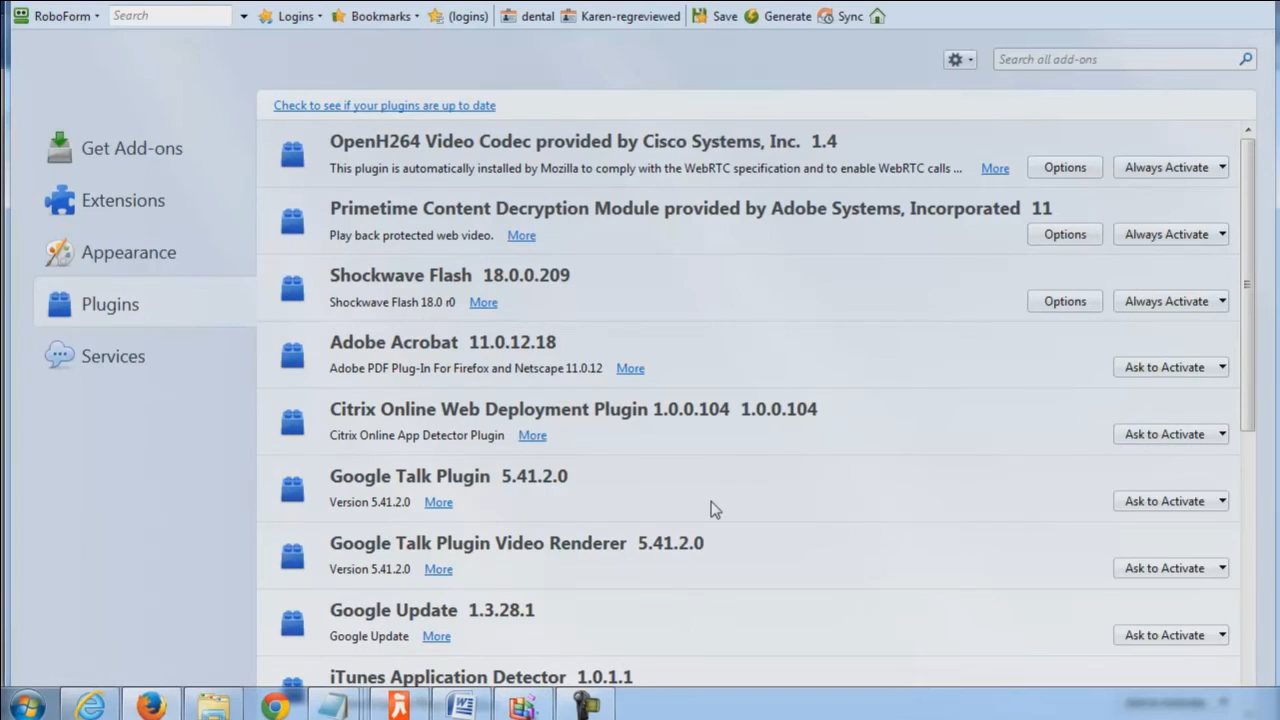 RoboForm Search Logins Bookmarks (logins) dental Karen-regreviewed Save Generate Sync
Search all add-ons
Check to see if your plugins are up to date
Get Add-ons
Extensions
Appearance
Plugins
Services
OpenH264 Video Codec provided by Cisco Systems, Inc. 1.4
This plugin is automatically installed by Mozilla to comply with the WebRTC specification and to enable WebRTC calls ... More Options Always Activate
Primetime Content Decryption Module provided by Adobe Systems, Incorporated 11
Play back protected web video. More Options Always Activate
Shockwave Flash 18.0.0.209
Shockwave Flash 18.0 r0 More Options Always Activate
Adobe Acrobat 11.0.12.18
Adobe PDF Plug-In For Firefox and Netscape 11.0.12 More Ask to Activate
Citrix Online Web Deployment Plugin 1.0.0.104 1.0.0.104
Citrix Online App Detector Plugin More Ask to Activate
Google Talk Plugin 5.41.2.0
Version 5.41.2.0 More Ask to Activate
Google Talk Plugin Video Renderer 5.41.2.0
Version 5.41.2.0 More Ask to Activate
Google Update 1.3.28.1
Google Update More Ask to Activate
iTunes Application Detector 1.0.1.1